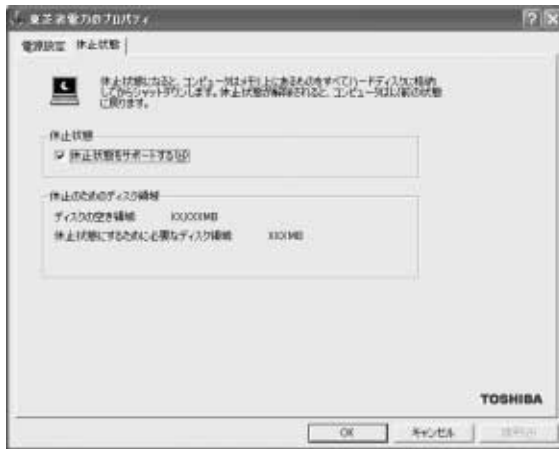 東芝省電力のプロパティ
電源設定 休止状態
休止状態になると、コンピュータはメモリ上にあるものをすべてハードディスクに格納
してからシャットダウンします。休止状態が解除されると、コンピュータは以前の状態
に戻ります。
休止状態
休止状態をサポートする(H)
休止のためのディスク領域
ディスクの空き領域 XX,XXXMB
休止状態にするために必要なディスク領域 XXXMB
TOSHIBA
OK キャンセル 適用(A)